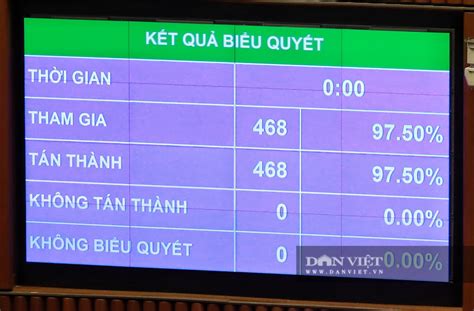 KẾT QUẢ BIỂU QUYẾT
THỜI GIAN 0:00
THAM GIA 468 97.50%
TÁN THÀNH 468 97.50%
KHÔNG TÁN THÀNH 0 0.00%
KHÔNG BIỂU QUYẾT 0 0.00%
DÂN VIỆT
WWW.DANVIET.VN